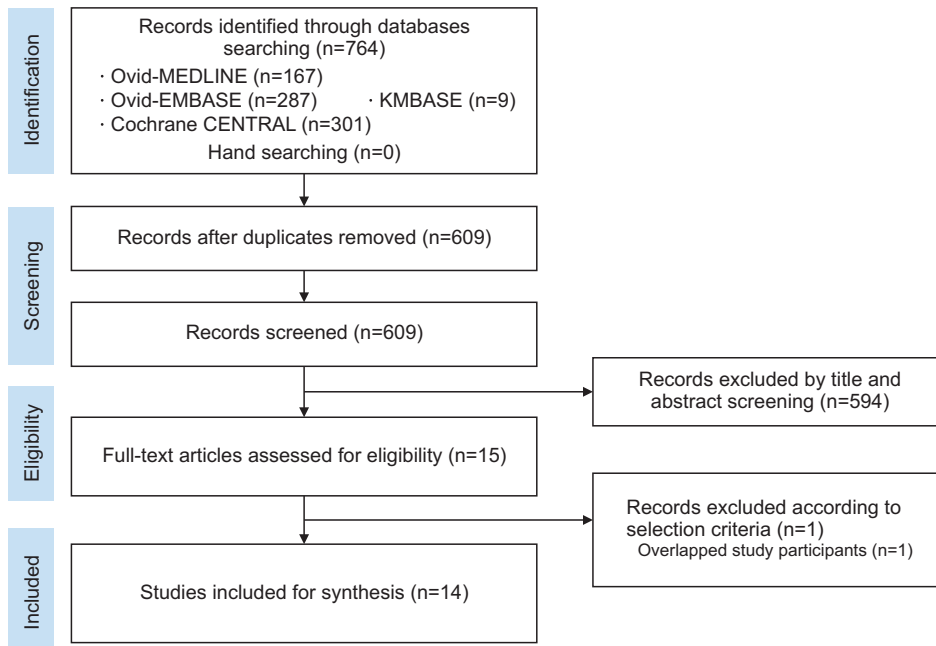 Identification
Records identified through databases
searching (n=764)
· Ovid-MEDLINE (n=167)
· Ovid-EMBASE (n=287) · KMBASE (n=9)
· Cochrane CENTRAL (n=301)
Hand searching (n=0)
Screening
Records after duplicates removed (n=609)
Records screened (n=609)
Records excluded by title and
abstract screening (n=594)
Eligibility
Full-text articles assessed for eligibility (n=15)
Records excluded according to
selection criteria (n=1)
Overlapped study participants (n=1)
Included
Studies included for synthesis (n=14)